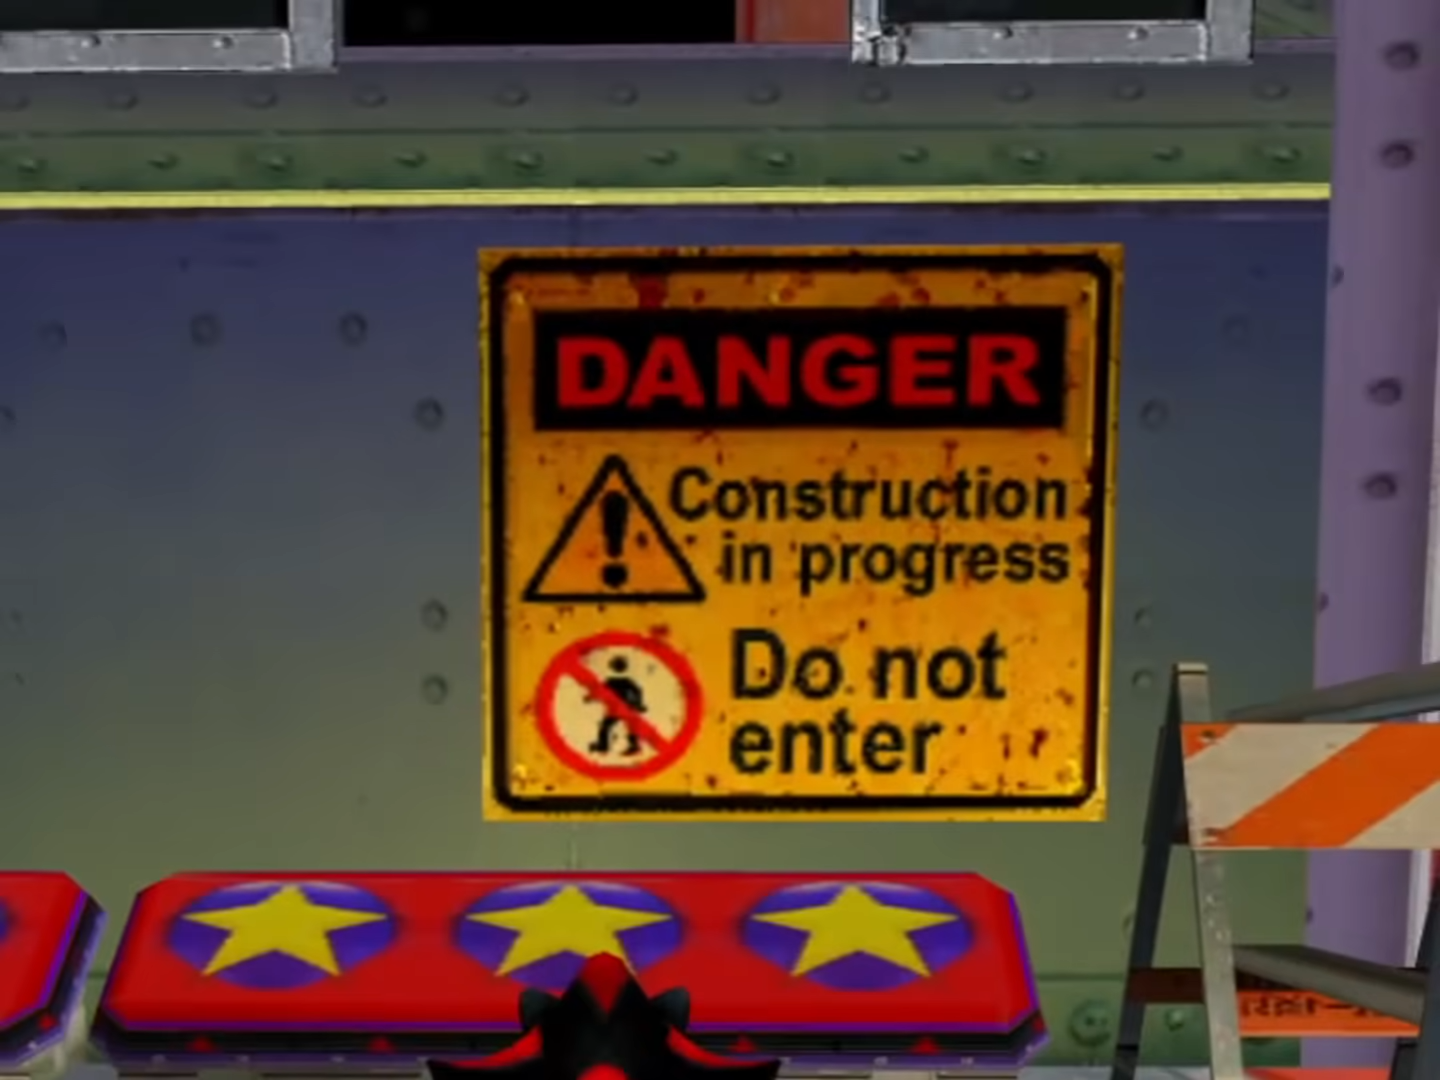 DANGER
Construction
in progress
Do not
enter